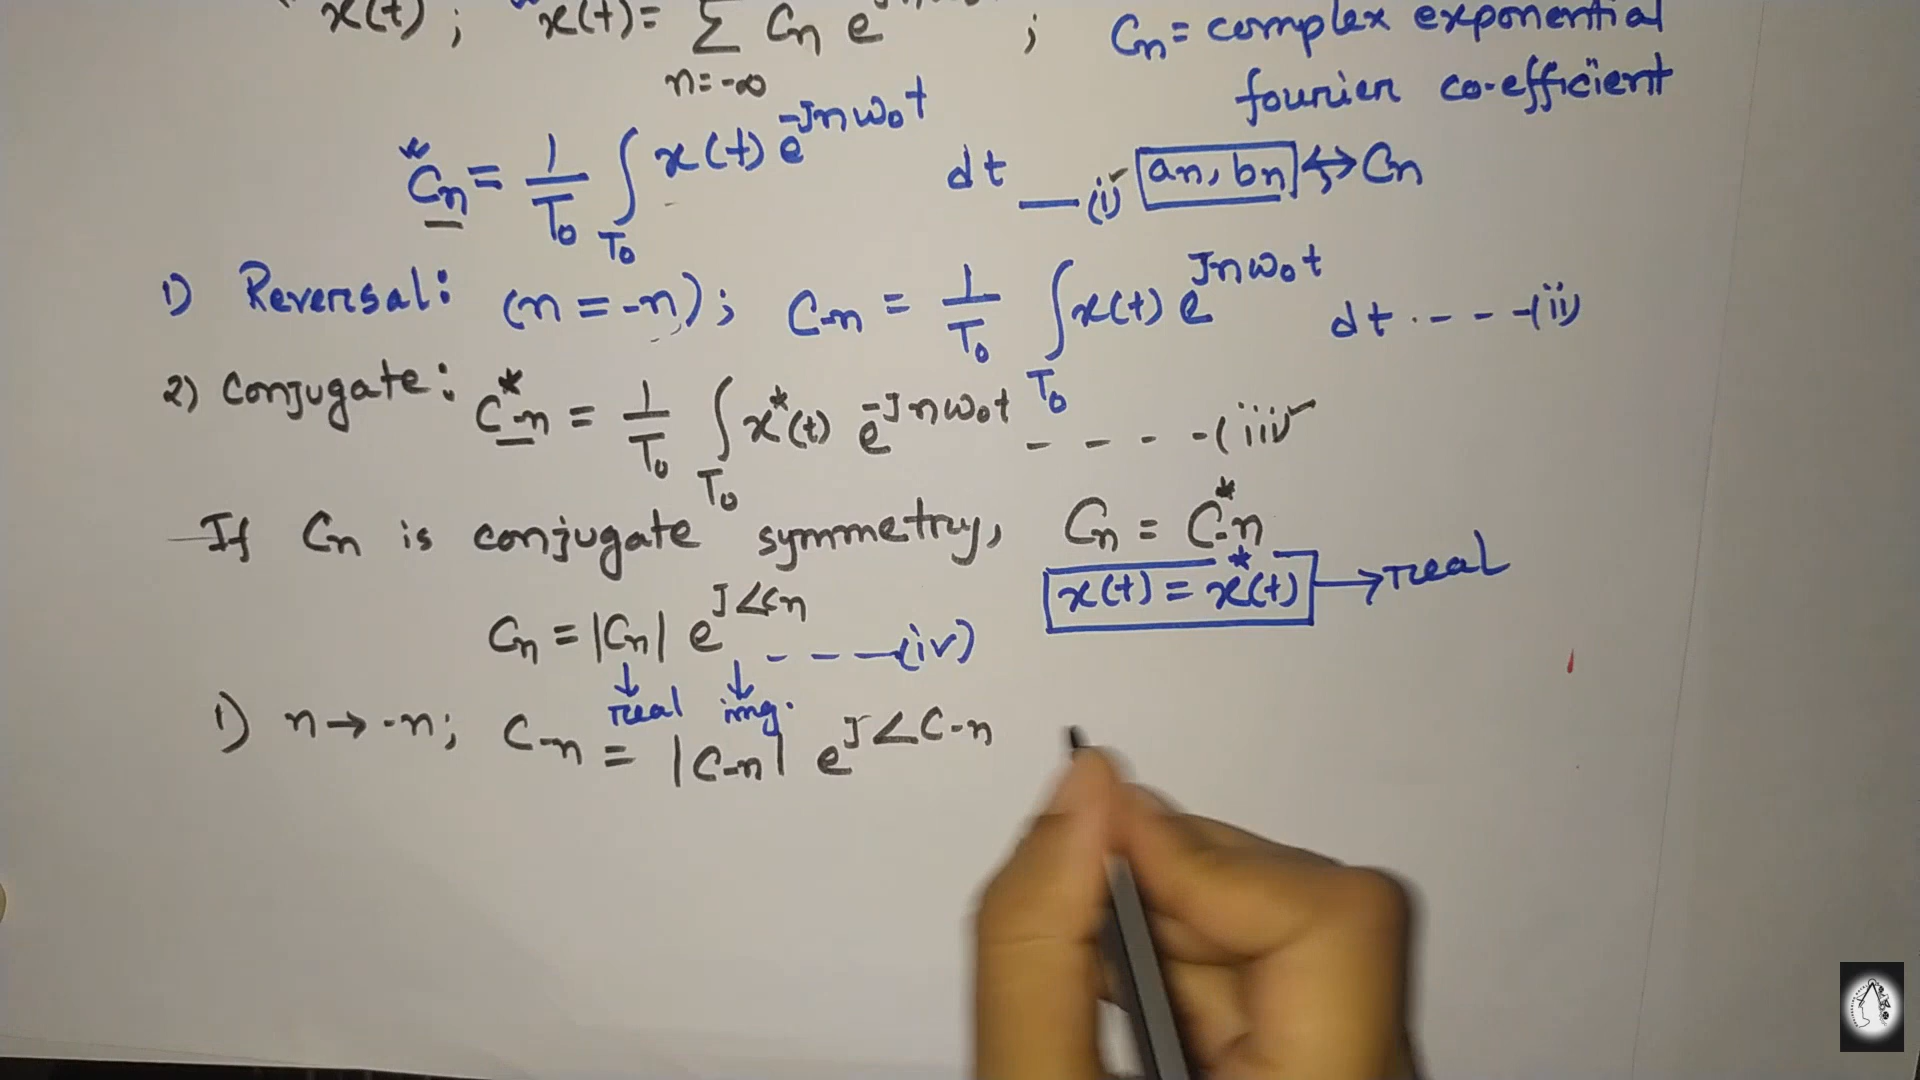 x(t) ; x(t) = Σ Cn e ; Cn = complex exponential
n = -∞
fourier co-efficient
Cn* = 1/T₀ ∫T₀ x(t) e^-Jnω₀t dt —(i) an, bn ↔ Cn
1) Reversal: (n = -n); C-n = 1/T₀ ∫T₀ x(t) e^Jnω₀t dt - - - -(ii)
2) Conjugate: C*-n = 1/T₀ ∫T₀ x*(t) e^-Jnω₀t - - - -(iii)
If Cn is conjugate symmetry, Cn = C*-n
x(t) = x*(t) → real
Cn = |Cn| e^J∠Cn - - - (iv)
↓ real ↓ img.
1) n → -n; C-n = |C-n| e^J∠C-n